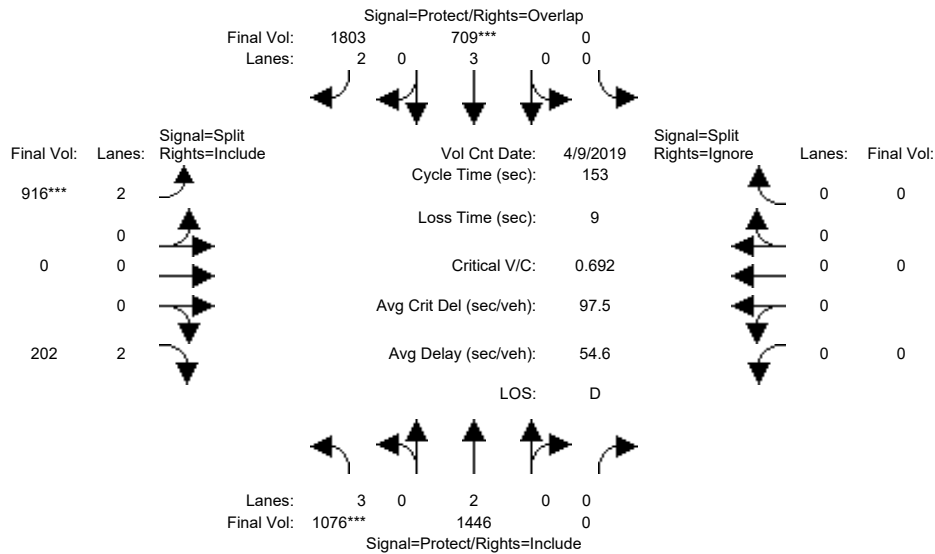 Signal=Protect/Rights=Overlap
Final Vol: 1803 709*** 0
Lanes: 2 0 3 0 0
Signal=Split Signal=Split
Final Vol: Lanes: Rights=Include Vol Cnt Date: 4/9/2019 Rights=Ignore Lanes: Final Vol:
Cycle Time (sec): 153
916*** 2 0 0
Loss Time (sec): 9
0 0
0 0 Critical V/C: 0.692 0 0
0 Avg Crit Del (sec/veh): 97.5 0
202 2 Avg Delay (sec/veh): 54.6 0 0
LOS: D
Lanes: 3 0 2 0 0
Final Vol: 1076*** 1446 0
Signal=Protect/Rights=Include